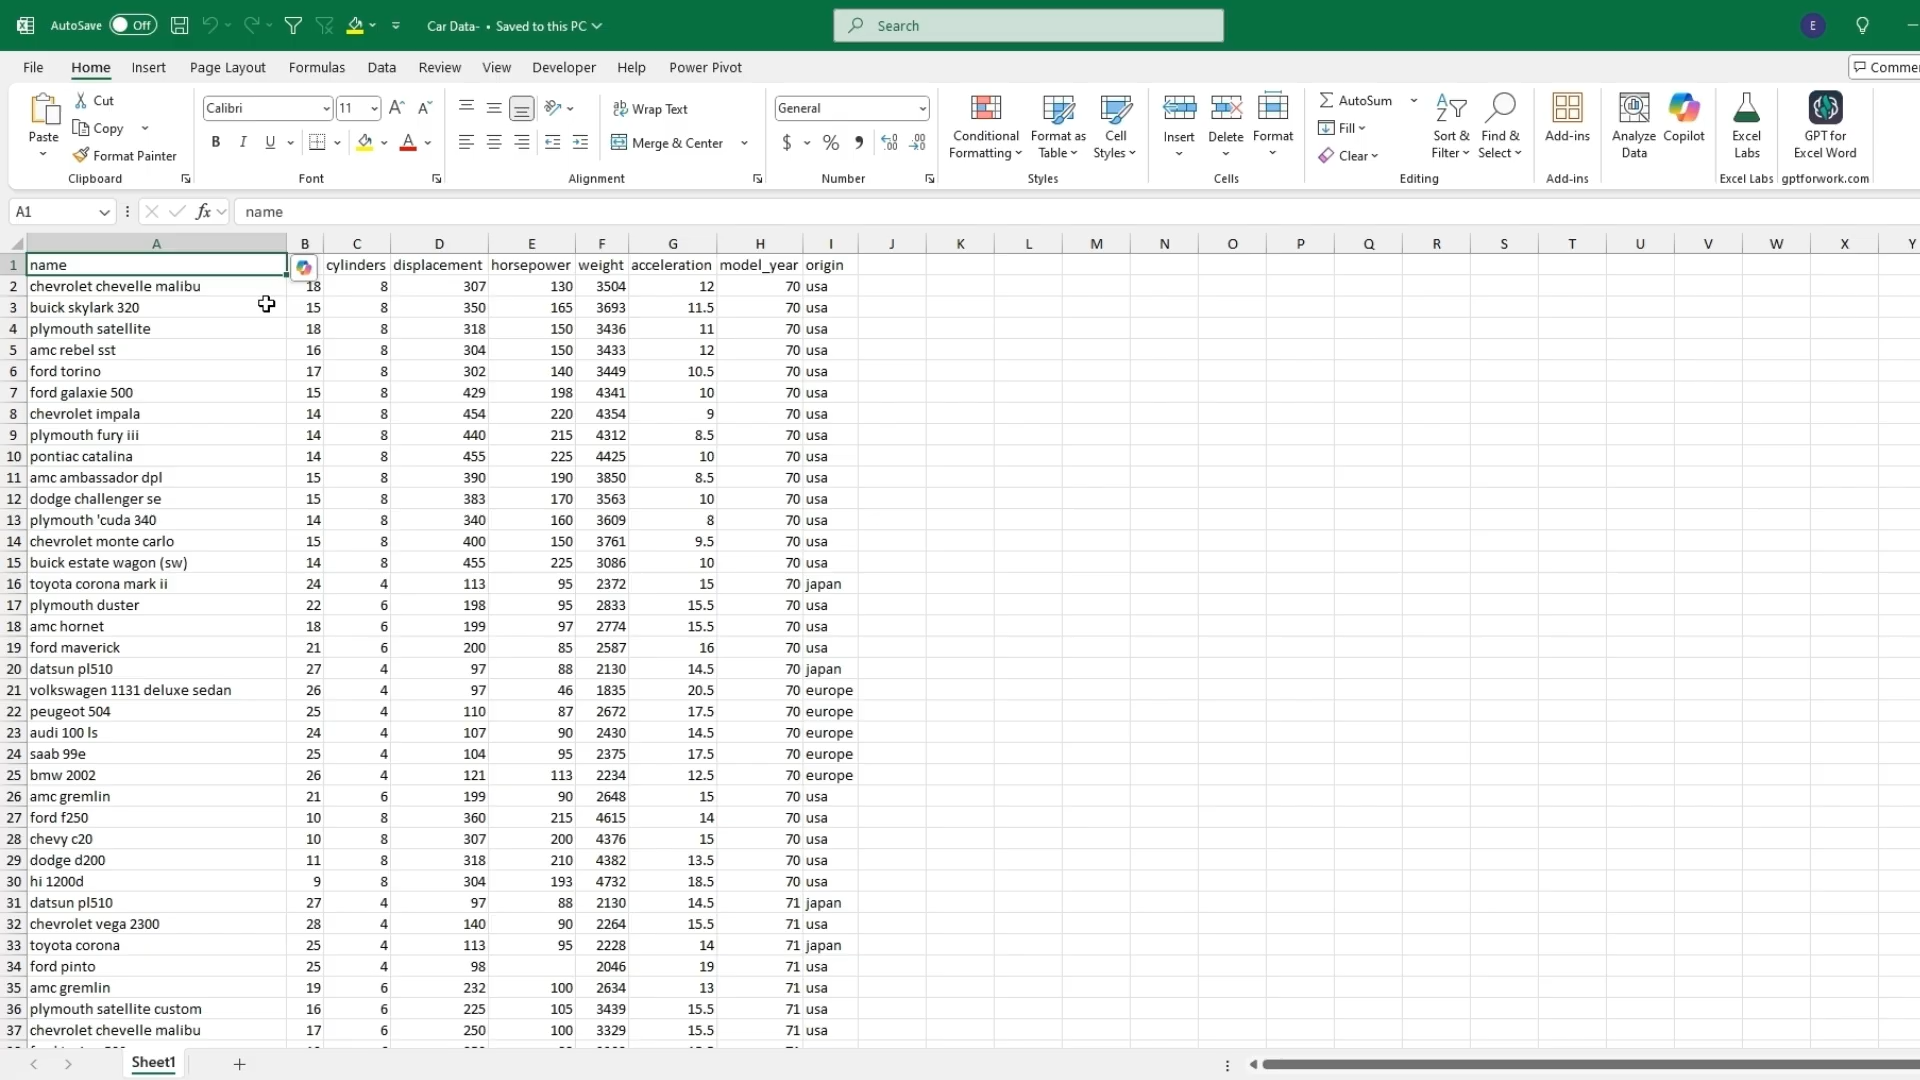 AutoSave Off Car Data- • Saved to this PC Search E
File Home Insert Page Layout Formulas Data Review View Developer Help Power Pivot Comme
Paste Cut Copy Format Painter Clipboard
Calibri 11 B I U A Font
Wrap Text Merge & Center Alignment
General $ % , Number
Conditional Formatting Format as Table Cell Styles Styles
Insert Delete Format Cells
AutoSum Fill Clear Sort & Filter Find & Select Editing
Add-ins Add-ins
Analyze Data Copilot
Excel Labs Excel Labs
GPT for Excel Word gptforwork.com
A1 fx name
A B C D E F G H I J K L M N O P Q R S T U V W X Y
1 name cylinders displacement horsepower weight acceleration model_year origin
2 chevrolet chevelle malibu 18 8 307 130 3504 12 70 usa
3 buick skylark 320 15 8 350 165 3693 11.5 70 usa
4 plymouth satellite 18 8 318 150 3436 11 70 usa
5 amc rebel sst 16 8 304 150 3433 12 70 usa
6 ford torino 17 8 302 140 3449 10.5 70 usa
7 ford galaxie 500 15 8 429 198 4341 10 70 usa
8 chevrolet impala 14 8 454 220 4354 9 70 usa
9 plymouth fury iii 14 8 440 215 4312 8.5 70 usa
10 pontiac catalina 14 8 455 225 4425 10 70 usa
11 amc ambassador dpl 15 8 390 190 3850 8.5 70 usa
12 dodge challenger se 15 8 383 170 3563 10 70 usa
13 plymouth 'cuda 340 14 8 340 160 3609 8 70 usa
14 chevrolet monte carlo 15 8 400 150 3761 9.5 70 usa
15 buick estate wagon (sw) 14 8 455 225 3086 10 70 usa
16 toyota corona mark ii 24 4 113 95 2372 15 70 japan
17 plymouth duster 22 6 198 95 2833 15.5 70 usa
18 amc hornet 18 6 199 97 2774 15.5 70 usa
19 ford maverick 21 6 200 85 2587 16 70 usa
20 datsun pl510 27 4 97 88 2130 14.5 70 japan
21 volkswagen 1131 deluxe sedan 26 4 97 46 1835 20.5 70 europe
22 peugeot 504 25 4 110 87 2672 17.5 70 europe
23 audi 100 ls 24 4 107 90 2430 14.5 70 europe
24 saab 99e 25 4 104 95 2375 17.5 70 europe
25 bmw 2002 26 4 121 113 2234 12.5 70 europe
26 amc gremlin 21 6 199 90 2648 15 70 usa
27 ford f250 10 8 360 215 4615 14 70 usa
28 chevy c20 10 8 307 200 4376 15 70 usa
29 dodge d200 11 8 318 210 4382 13.5 70 usa
30 hi 1200d 9 8 304 193 4732 18.5 70 usa
31 datsun pl510 27 4 97 88 2130 14.5 71 japan
32 chevrolet vega 2300 28 4 140 90 2264 15.5 71 usa
33 toyota corona 25 4 113 95 2228 14 71 japan
34 ford pinto 25 4 98 2046 19 71 usa
35 amc gremlin 19 6 232 100 2634 13 71 usa
36 plymouth satellite custom 16 6 225 105 3439 15.5 71 usa
37 chevrolet chevelle malibu 17 6 250 100 3329 15.5 71 usa
Sheet1